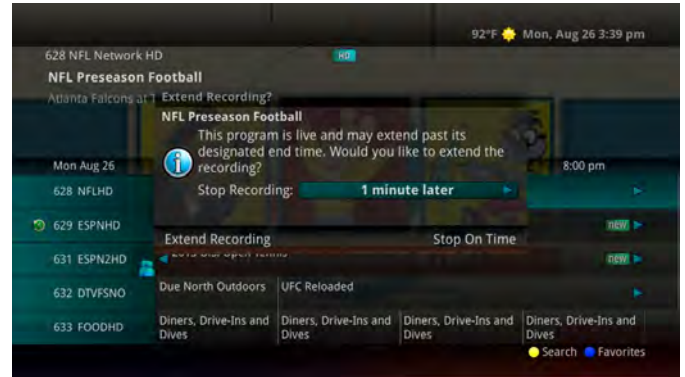 92°F Mon, Aug 26 3:39 pm
628 NFL Network HD HD
NFL Preseason Football
Atlanta Falcons at
Extend Recording?
NFL Preseason Football
This program is live and may extend past its
designated end time. Would you like to extend the
recording?
Stop Recording: 1 minute later
Extend Recording Stop On Time
Mon Aug 26 8:00 pm
628 NFLHD
629 ESPNHD new
631 ESPN2HD new
632 DTVFSNO Due North Outdoors UFC Reloaded
633 FOODHD Diners, Drive-Ins and Dives Diners, Drive-Ins and Dives Diners, Drive-Ins and Dives Diners, Drive-Ins and Dives
Search Favorites